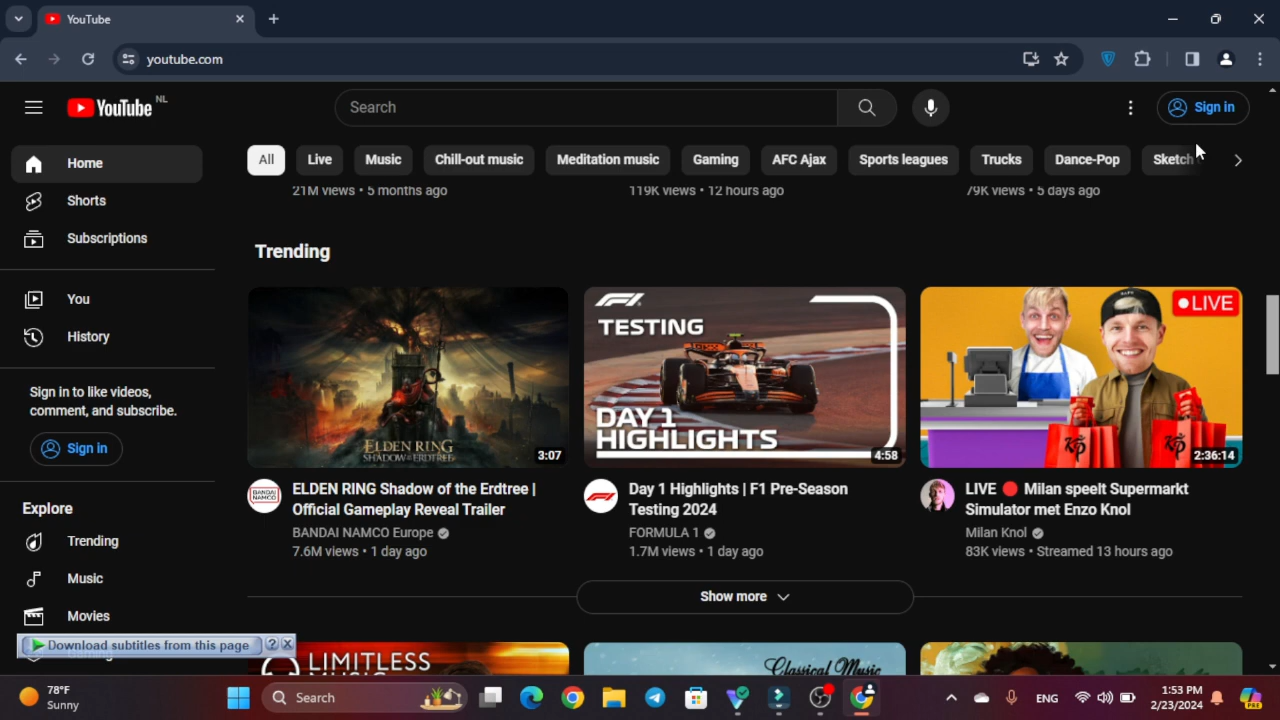 YouTube
youtube.com
YouTube NL
Search
Sign in
Home
Shorts
Subscriptions
You
History
Sign in to like videos,
comment, and subscribe.
Sign in
Explore
Trending
Music
Movies
Gaming
Download subtitles from this page ? X
All Live Music Chill-out music Meditation music Gaming AFC Ajax Sports leagues Trucks Dance-Pop Sketch
21M views • 5 months ago
119K views • 12 hours ago
79K views • 5 days ago
Trending
ELDEN RING
SHADOW OF THE ERDTREE
3:07
BANDAI
NAMCO
ELDEN RING Shadow of the Erdtree |
Official Gameplay Reveal Trailer
BANDAI NAMCO Europe
7.6M views • 1 day ago
F1
TESTING
DAY 1
HIGHLIGHTS
4:58
Day 1 Highlights | F1 Pre-Season
Testing 2024
FORMULA 1
1.7M views • 1 day ago
LIVE
2:36:14
LIVE 🔴 Milan speelt Supermarkt
Simulator met Enzo Knol
Milan Knol
83K views • Streamed 13 hours ago
Show more
LIMITLESS
MUSIC
Classical Music
78°F
Sunny
Search
ENG
1:53 PM
2/23/2024
PRE